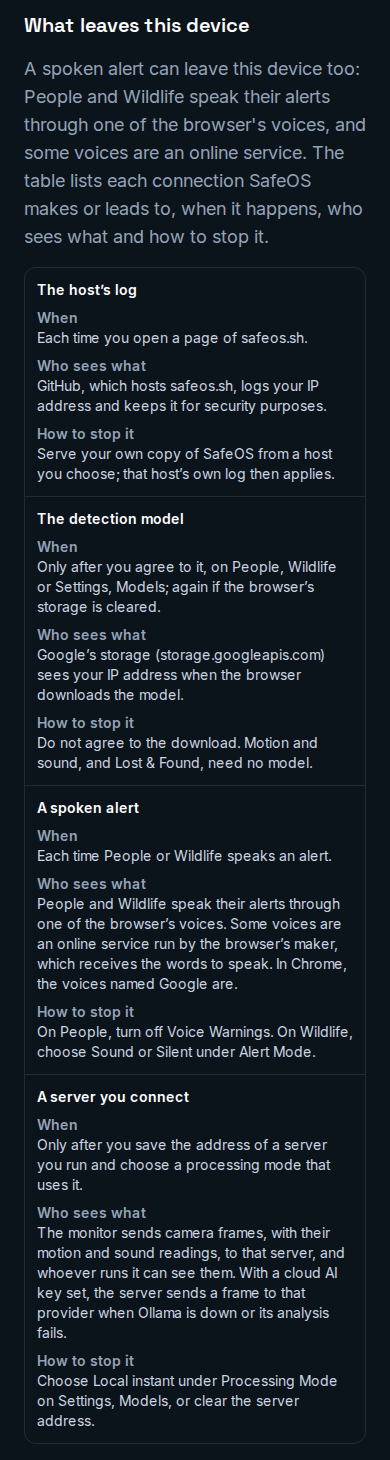 What leaves this device
A spoken alert can leave this device too:
People and Wildlife speak their alerts
through one of the browser's voices, and
some voices are an online service. The
table lists each connection SafeOS
makes or leads to, when it happens, who
sees what and how to stop it.
The host’s log
When
Each time you open a page of safeos.sh.
Who sees what
GitHub, which hosts safeos.sh, logs your IP
address and keeps it for security purposes.
How to stop it
Serve your own copy of SafeOS from a host
you choose; that host’s own log then applies.
The detection model
When
Only after you agree to it, on People, Wildlife
or Settings, Models; again if the browser’s
storage is cleared.
Who sees what
Google’s storage (storage.googleapis.com)
sees your IP address when the browser
downloads the model.
How to stop it
Do not agree to the download. Motion and
sound, and Lost & Found, need no model.
A spoken alert
When
Each time People or Wildlife speaks an alert.
Who sees what
People and Wildlife speak their alerts through
one of the browser’s voices. Some voices are
an online service run by the browser’s maker,
which receives the words to speak. In Chrome,
the voices named Google are.
How to stop it
On People, turn off Voice Warnings. On Wildlife,
choose Sound or Silent under Alert Mode.
A server you connect
When
Only after you save the address of a server
you run and choose a processing mode that
uses it.
Who sees what
The monitor sends camera frames, with their
motion and sound readings, to that server, and
whoever runs it can see them. With a cloud AI
key set, the server sends a frame to that
provider when Ollama is down or its analysis
fails.
How to stop it
Choose Local instant under Processing Mode
on Settings, Models, or clear the server
address.